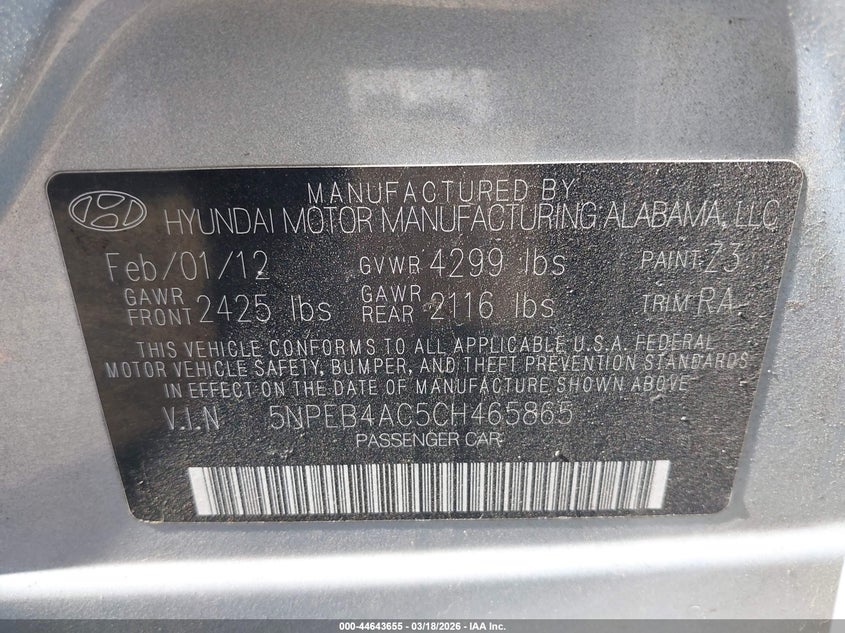 MANUFACTURED BY
HYUNDAI MOTOR MANUFACTURING ALABAMA, LLC
Feb/01/12 GVWR 4299 lbs PAINT: Z3
GAWR FRONT 2425 lbs GAWR REAR 2116 lbs TRIM: RA
THIS VEHICLE CONFORMS TO ALL APPLICABLE U.S.A. FEDERAL
MOTOR VEHICLE SAFETY, BUMPER, AND THEFT PREVENTION STANDARDS
IN EFFECT ON THE DATE OF MANUFACTURE SHOWN ABOVE
V.I.N 5NPEB4AC5CH465865
PASSENGER CAR
000-44643655 - 03/18/2026 - IAA Inc.